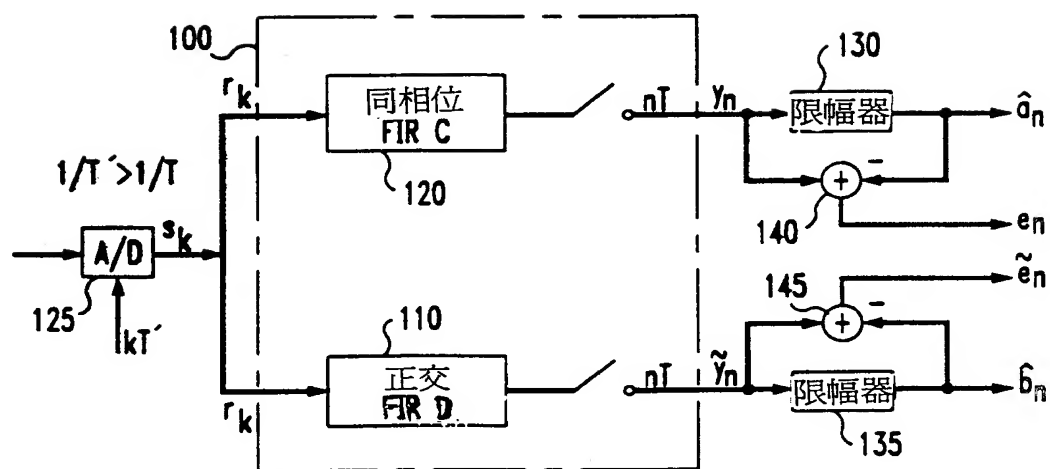 100
r_k
同相位
FIR C
120
nT
y_n
130
限幅器
â_n
−
+
140
e_n
1/T´>1/T
A/D
s_k
125
kT´
110
正交
FIR D
r_k
nT
ỹ_n
ẽ_n
145
−
+
限幅器
135
b̂_n